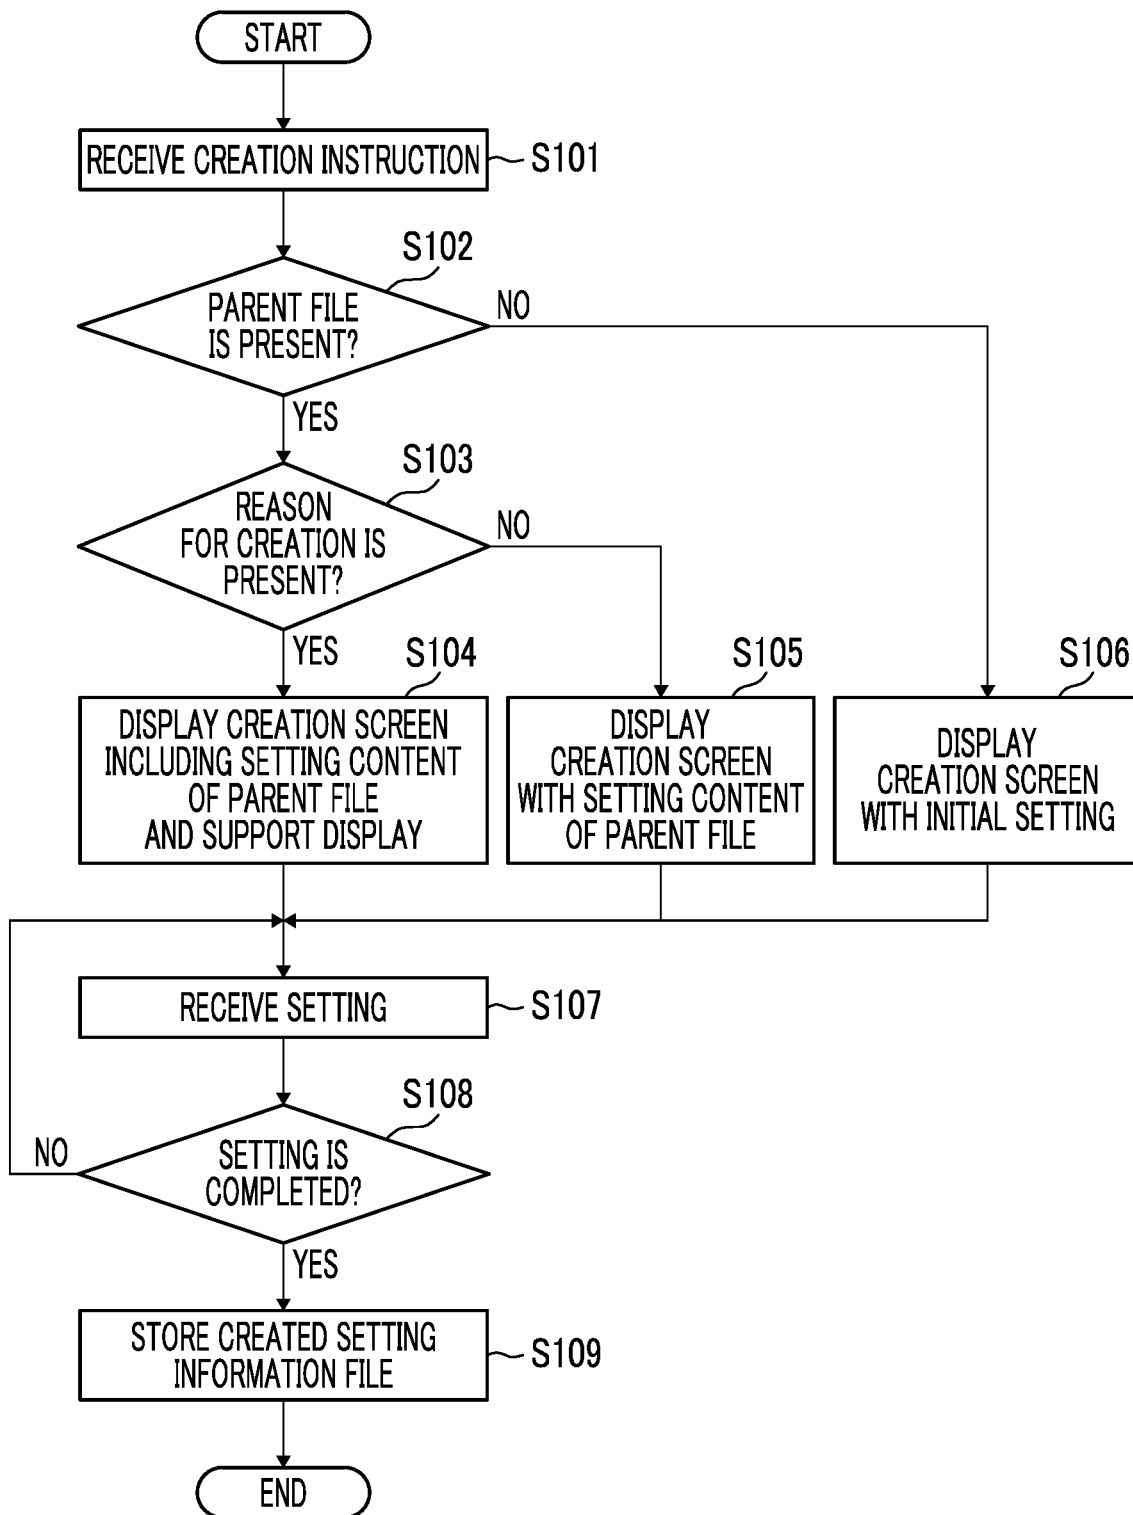 START
RECEIVE CREATION INSTRUCTION
S101
S102
PARENT FILE
IS PRESENT?
NO
YES
S103
REASON
FOR CREATION IS
PRESENT?
NO
YES
S104
DISPLAY CREATION SCREEN
INCLUDING SETTING CONTENT
OF PARENT FILE
AND SUPPORT DISPLAY
S105
DISPLAY
CREATION SCREEN
WITH SETTING CONTENT
OF PARENT FILE
S106
DISPLAY
CREATION SCREEN
WITH INITIAL SETTING
RECEIVE SETTING
S107
S108
SETTING IS
COMPLETED?
NO
YES
STORE CREATED SETTING
INFORMATION FILE
S109
END